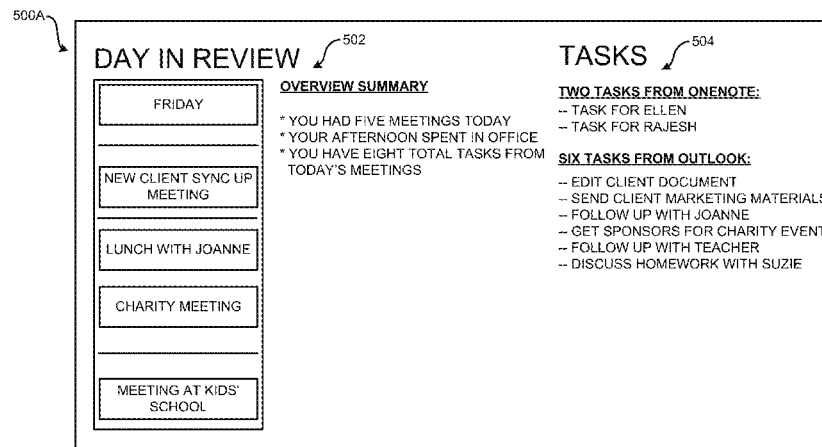 500A
DAY IN REVIEW
502
FRIDAY
NEW CLIENT SYNC UP
MEETING
LUNCH WITH JOANNE
CHARITY MEETING
MEETING AT KIDS'
SCHOOL
OVERVIEW SUMMARY
* YOU HAD FIVE MEETINGS TODAY
* YOUR AFTERNOON SPENT IN OFFICE
* YOU HAVE EIGHT TOTAL TASKS FROM
TODAY'S MEETINGS
TASKS
504
TWO TASKS FROM ONENOTE:
-- TASK FOR ELLEN
-- TASK FOR RAJESH
SIX TASKS FROM OUTLOOK:
-- EDIT CLIENT DOCUMENT
-- SEND CLIENT MARKETING MATERIALS
-- FOLLOW UP WITH JOANNE
-- GET SPONSORS FOR CHARITY EVENT
-- FOLLOW UP WITH TEACHER
-- DISCUSS HOMEWORK WITH SUZIE